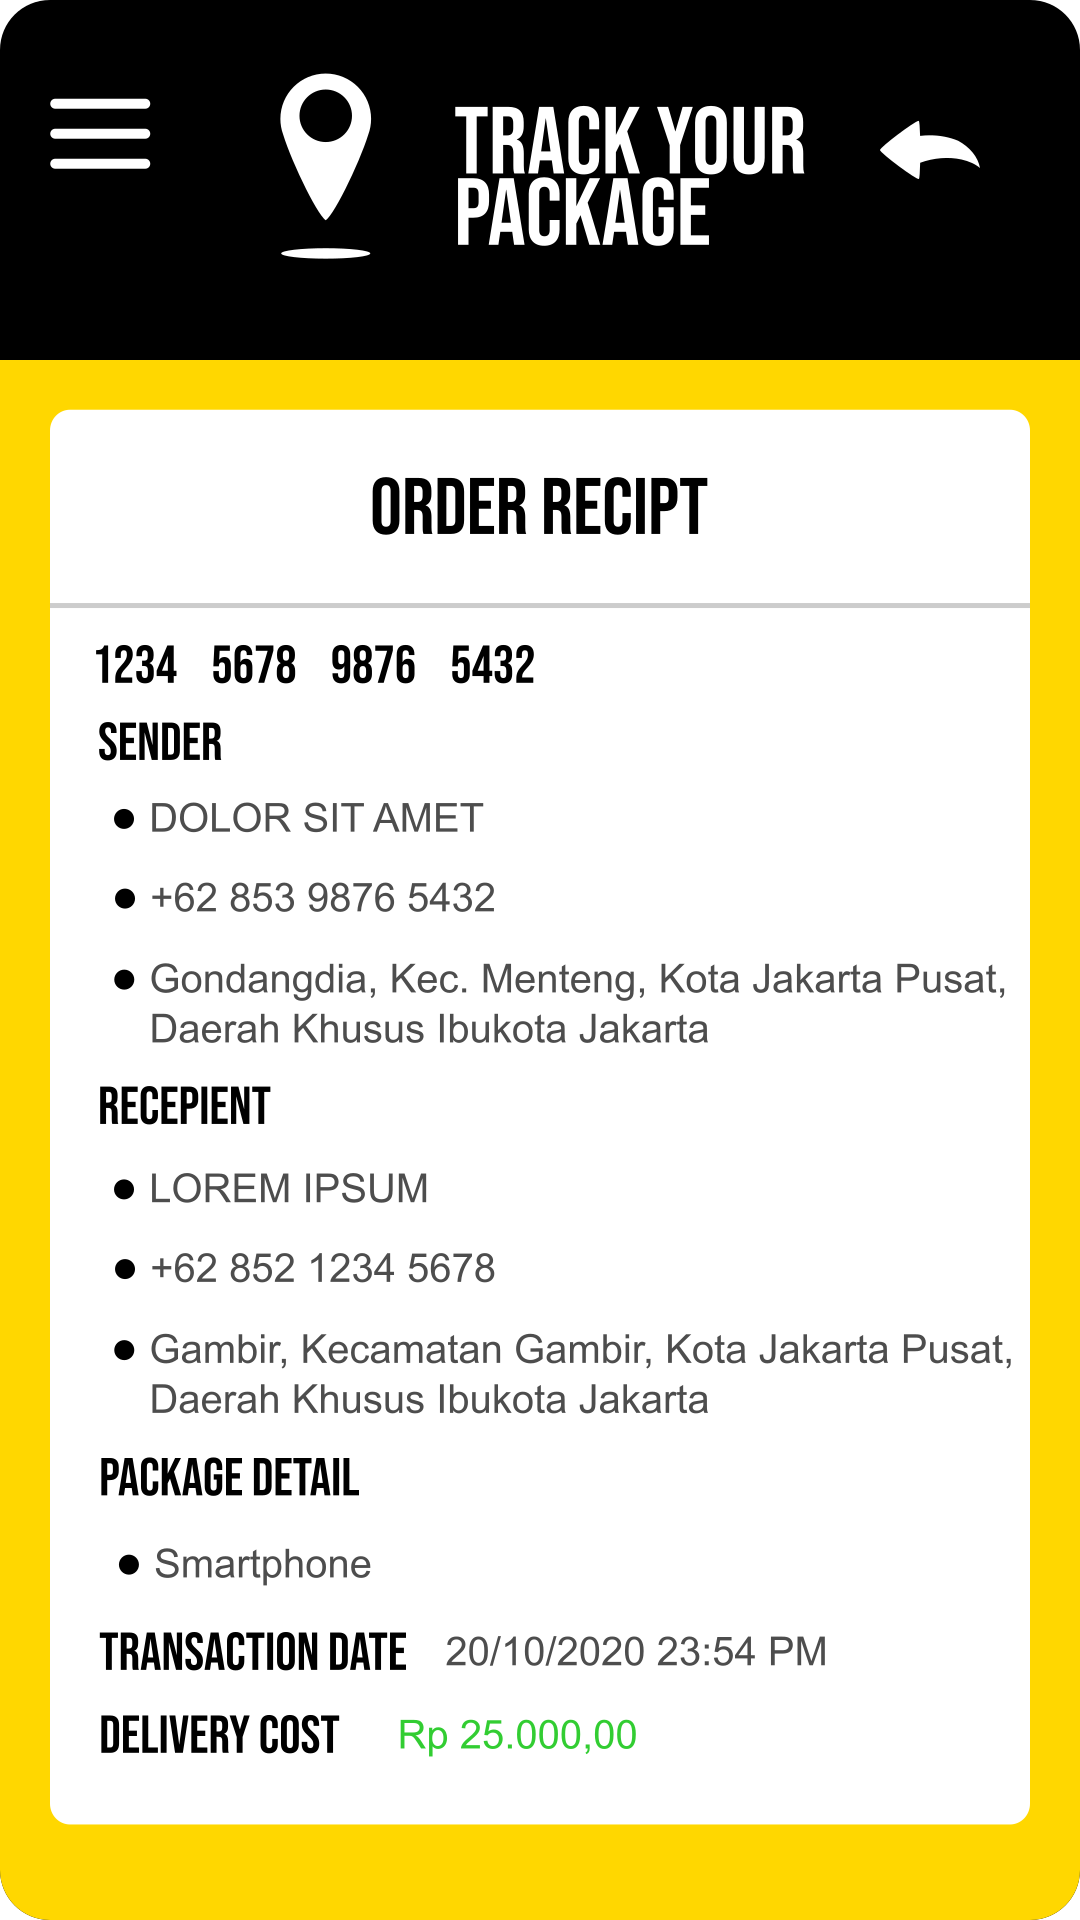 TRACK YOUR
PACKAGE
ORDER RECIPT
1234 5678 9876 5432
SENDER
DOLOR SIT AMET
+62 853 9876 5432
Gondangdia, Kec. Menteng, Kota Jakarta Pusat,
Daerah Khusus Ibukota Jakarta
RECEPIENT
LOREM IPSUM
+62 852 1234 5678
Gambir, Kecamatan Gambir, Kota Jakarta Pusat,
Daerah Khusus Ibukota Jakarta
PACKAGE DETAIL
Smartphone
TRANSACTION DATE 20/10/2020 23:54 PM
DELIVERY COST Rp 25.000,00